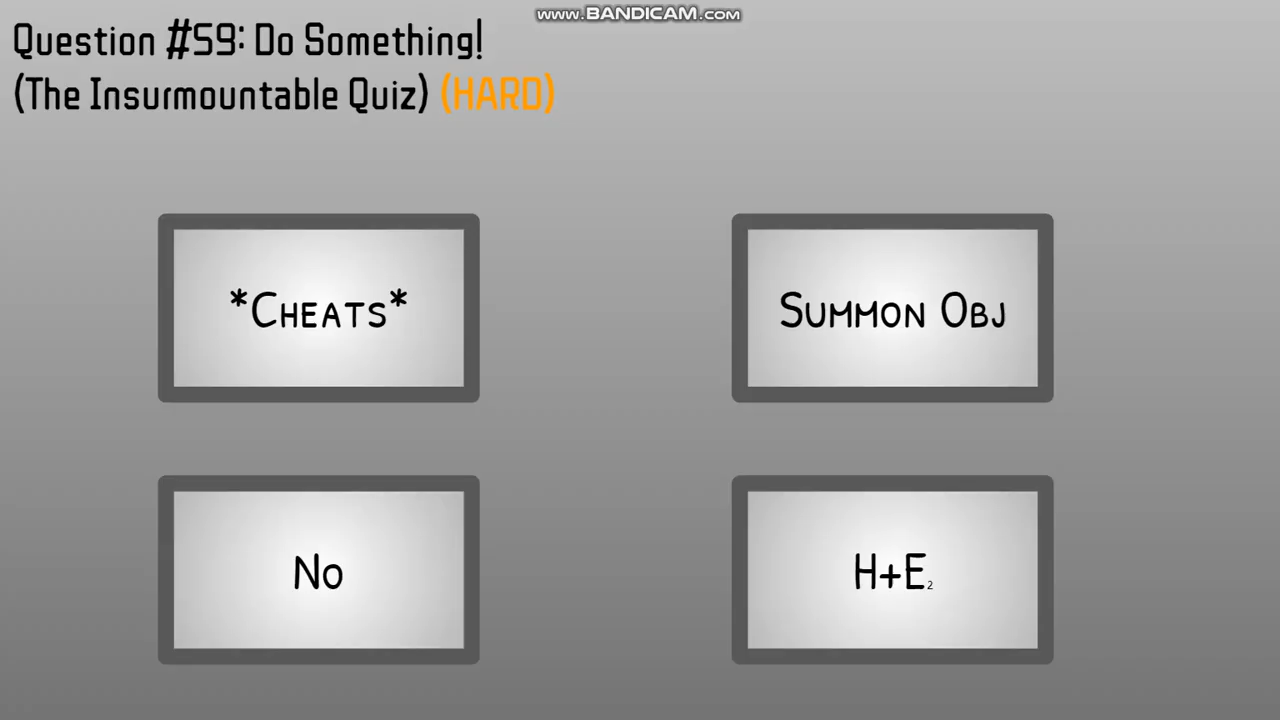 www.BANDICAM.com
Question #59: Do Something!
(The Insurmountable Quiz) (HARD)
*Cheats*
Summon Obj
No
H+E₂